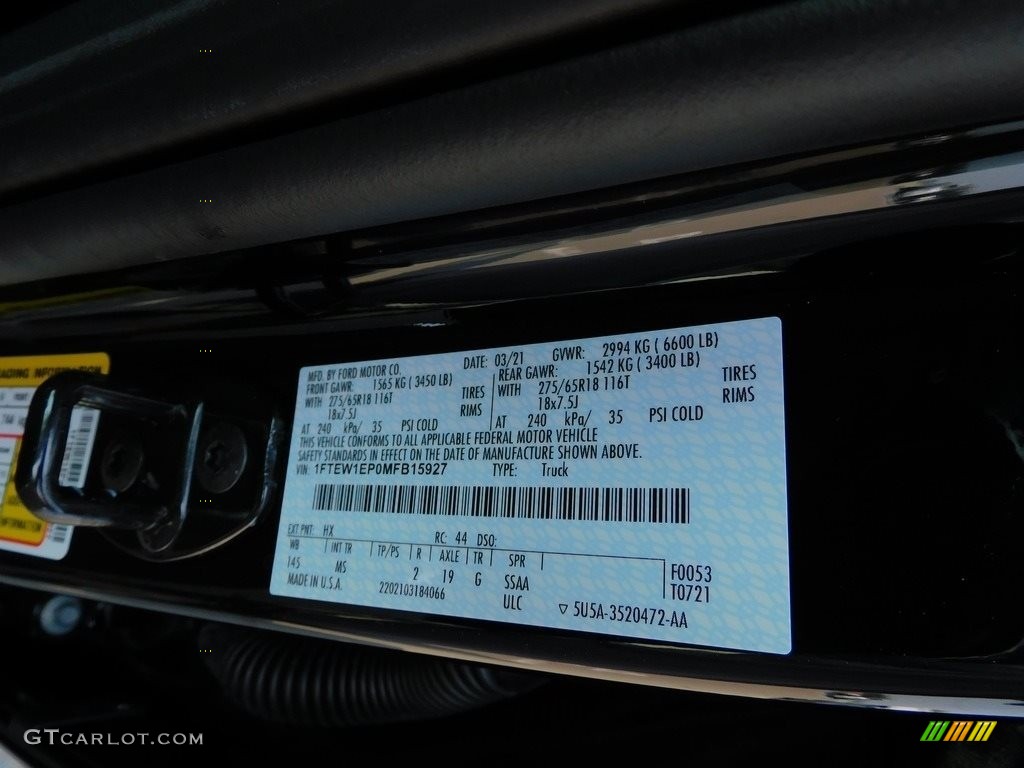 MFD. BY FORD MOTOR CO.
DATE: 03/21 GVWR: 2994 KG ( 6600 LB)
FRONT GAWR: 1565 KG ( 3450 LB) REAR GAWR: 1542 KG ( 3400 LB)
WITH 275/65R18 116T TIRES WITH 275/65R18 116T TIRES
18x7.5J RIMS 18x7.5J RIMS
AT 240 kPa/ 35 PSI COLD AT 240 kPa/ 35 PSI COLD
THIS VEHICLE CONFORMS TO ALL APPLICABLE FEDERAL MOTOR VEHICLE
SAFETY STANDARDS IN EFFECT ON THE DATE OF MANUFACTURE SHOWN ABOVE.
VIN: 1FTEW1EP0MFB15927 TYPE: Truck
EXT PNT: HX RC: 44 DSO:
WB INT TR TP/PS R AXLE TR SPR
145 MS 2 19 G SSAA F0053
MADE IN U.S.A. 2202103184066 ULC T0721
▽ 5U5A-3520472-AA
INFORMATION
GTCARLOT.COM